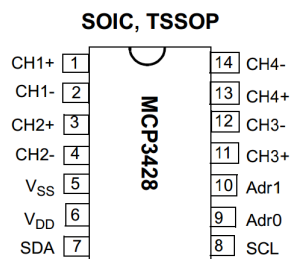 SOIC, TSSOP
CH1+ 1 14 CH4-
CH1- 2 13 CH4+
CH2+ 3 12 CH3-
CH2- 4 11 CH3+
VSS 5 10 Adr1
VDD 6 9 Adr0
SDA 7 8 SCL
MCP3428